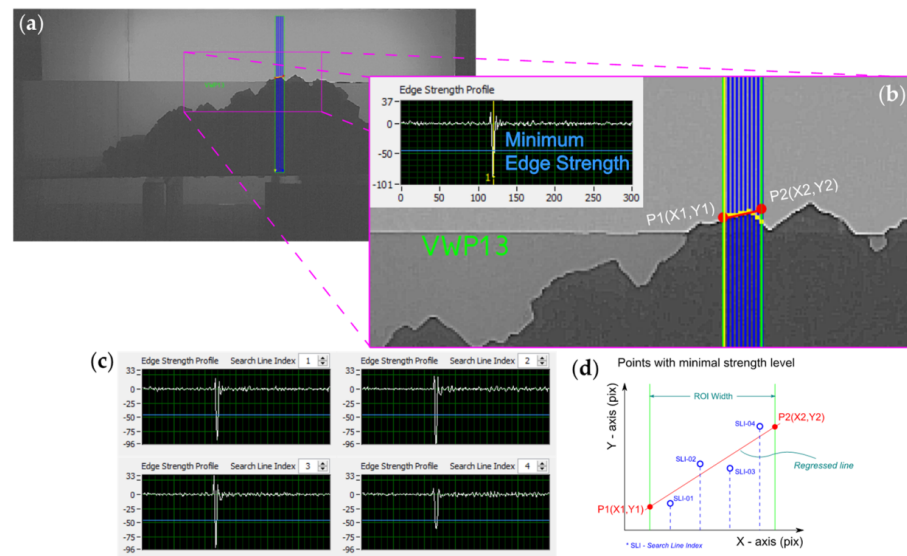 (a)
(b)
Edge Strength Profile
37
0
-50
-101
0 50 100 150 200 250 300
1
Minimum
Edge Strength
P1(X1,Y1)
P2(X2,Y2)
VWP13
(c)
Edge Strength Profile Search Line Index 1
33
25
0
-25
-50
-75
-96
Edge Strength Profile Search Line Index 2
33
25
0
-25
-50
-75
-96
Edge Strength Profile Search Line Index 3
33
25
0
-25
-50
-75
-96
Edge Strength Profile Search Line Index 4
33
25
0
-25
-50
-75
-96
(d)
Points with minimal strength level
ROI Width
P2(X2,Y2)
SLI-04
SLI-02
SLI-03
Regressed line
SLI-01
P1(X1,Y1)
Y - axis (pix)
X - axis (pix)
* SLI - Search Line Index